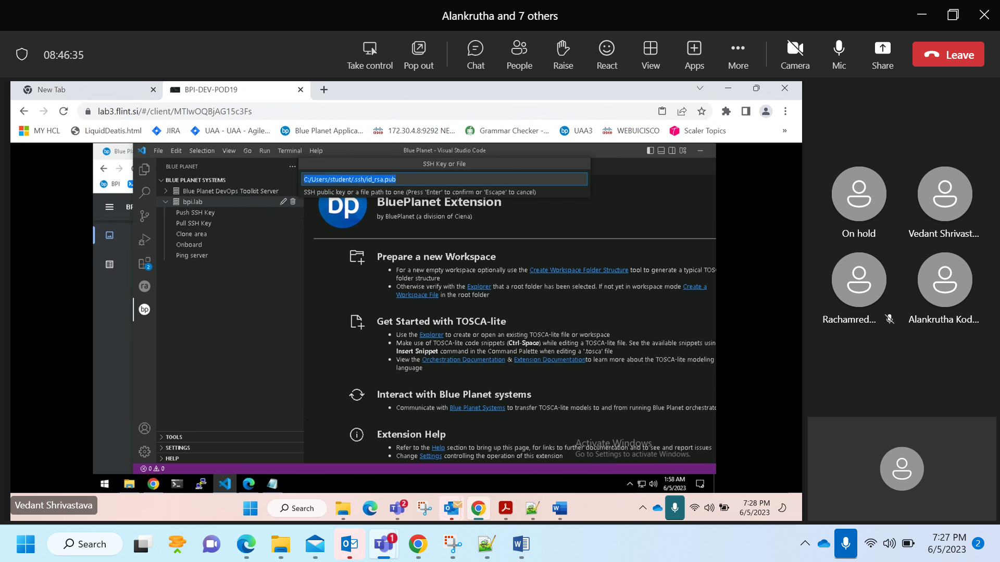 Alankrutha and 7 others
08:46:35
Take control
Pop out
Chat
People
Raise
React
View
Apps
More
Camera
Mic
Share
Leave
New Tab
BPI-DEV-POD19
lab3.flint.si/#/client/MTIwOQBjAG15c3Fs
MY HCL
LiquidDeatis.html
JIRA
UAA - UAA - Agile...
bp
Blue Planet Applica...
172.30.4.8:9292 NE...
Grammar Checker -...
bp
UAA3
WEBUICISCO
Scaler Topics
»
bp
Blue Pl
File
Edit
Selection
View
Go
Run
Terminal
Help
Blue Planet - Visual Studio Code
BLUE PLANET
SSH Key or File
C:/Users/student/.ssh/id_rsa.pub
SSH public key or a file path to one (Press 'Enter' to confirm or 'Escape' to cancel)
bp
BPI
BLUE PLANET SYSTEMS
Blue Planet DevOps Toolkit Server
bpi.lab
Push SSH Key
Pull SSH Key
Clone area
Onboard
Ping server
2
ra
bp
bp
BluePlanet Extension
by BluePlanet (a division of Ciena)
Prepare a new Workspace
• For a new empty workspace optionally use the Create Workspace Folder Structure tool to generate a typical TOS
folder structure
• Otherwise verify with the Explorer that a root folder has been selected. If not yet in workspace mode Create a
Workspace File in the root folder
Get Started with TOSCA-lite
• Use the Explorer to create or open an existing TOSCA-lite file or workspace
• Make use of TOSCA-lite code snippets (Ctrl-Space) while editing a TOSCA-lite file. See the available snippets usin
Insert Snippet command in the Command Palette when editing a '.tosca' file
• View the Orchestration Documentation & Extension Documentationto learn more about the TOSCA-lite modeling
language
Interact with Blue Planet systems
• Communicate with Blue Planet Systems to transfer TOSCA-lite models to and from running Blue Planet orchestrat
Extension Help
• Refer to the Help section to bring up this page, for links to further documentation and to see and report issues
• Change Settings controlling the operation of this extension
Activate Windows
Go to Settings to activate Windows.
TOOLS
SETTINGS
HELP
0
0
1:58 AM
6/5/2023
Vedant Shrivastava
Search
2
7:28 PM
6/5/2023
On hold
Vedant Shrivast...
Rachamred...
Alankrutha Kod...
Search
1
7:27 PM
6/5/2023
2